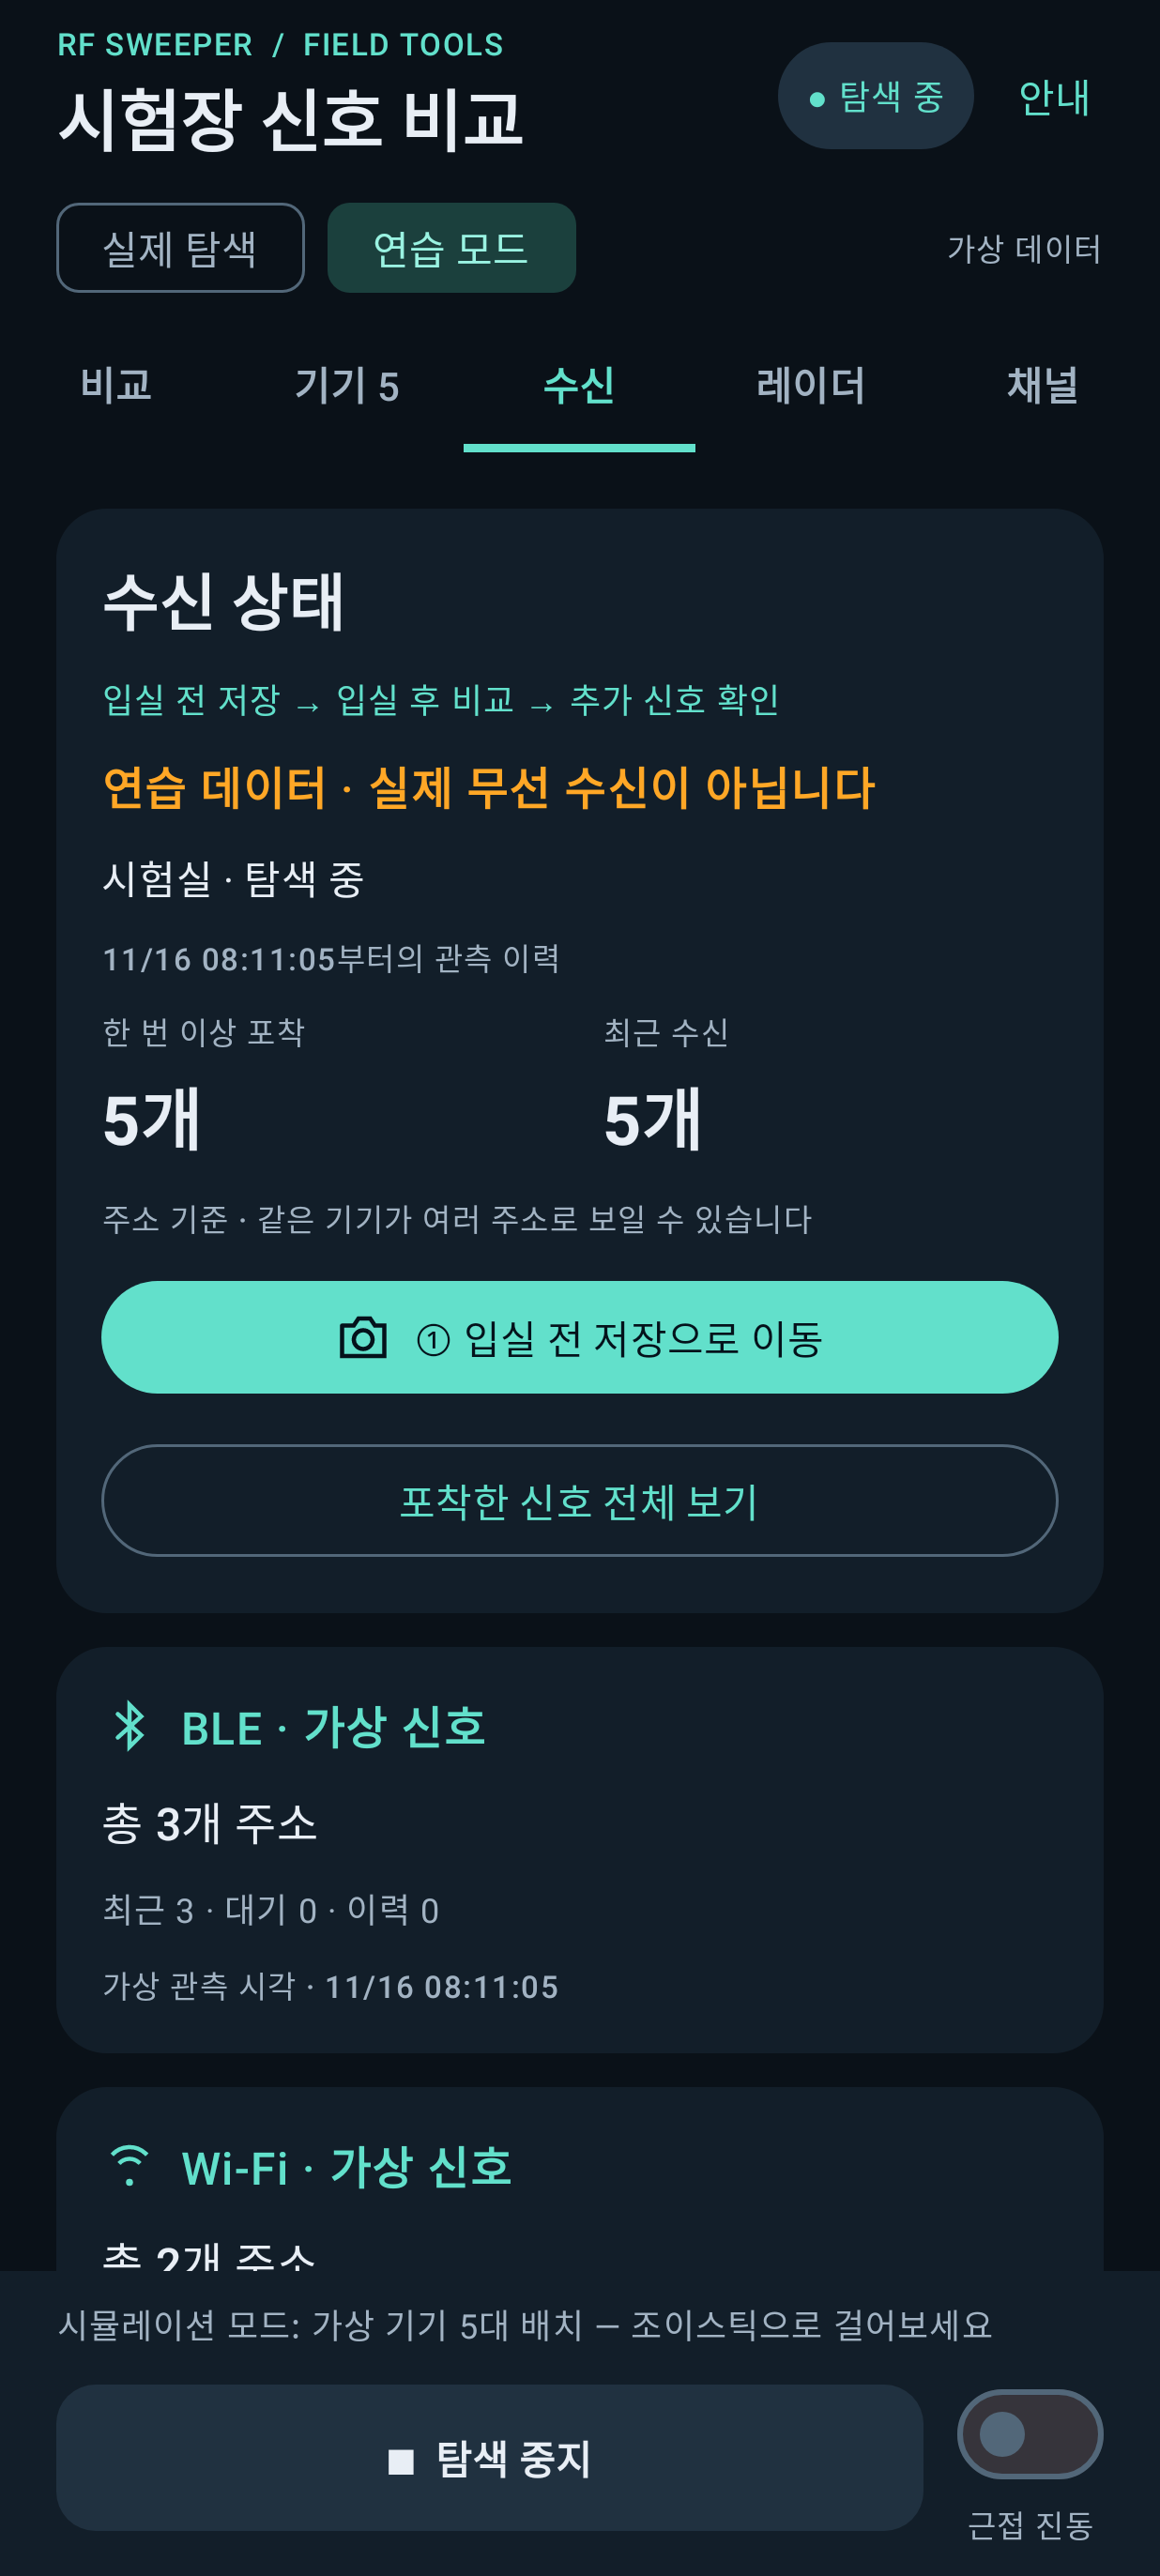 RF SWEEPER / FIELD TOOLS
시험장 신호 비교
● 탐색 중
안내
실제 탐색
연습 모드
가상 데이터
비교
기기 5
수신
레이더
채널
수신 상태
입실 전 저장 → 입실 후 비교 → 추가 신호 확인
연습 데이터 · 실제 무선 수신이 아닙니다
시험실 · 탐색 중
11/16 08:11:05부터의 관측 이력
한 번 이상 포착
최근 수신
5개
5개
주소 기준 · 같은 기기가 여러 주소로 보일 수 있습니다
① 입실 전 저장으로 이동
포착한 신호 전체 보기
BLE · 가상 신호
총 3개 주소
최근 3 · 대기 0 · 이력 0
가상 관측 시각 · 11/16 08:11:05
Wi-Fi · 가상 신호
총 2개 주소
시뮬레이션 모드: 가상 기기 5대 배치 — 조이스틱으로 걸어보세요
■ 탐색 중지
근접 진동